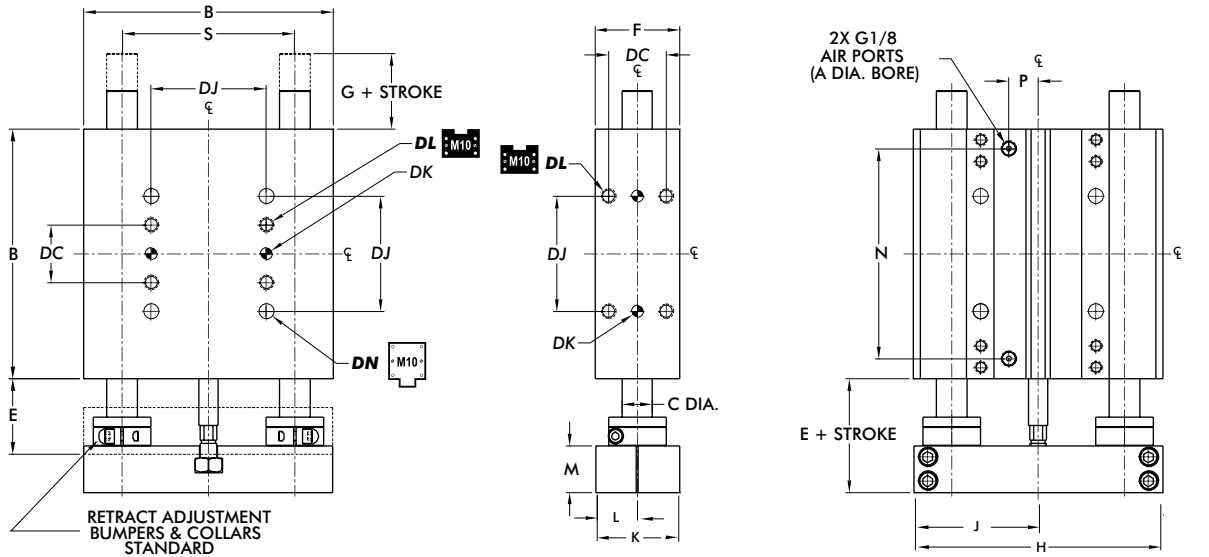 B
S
DJ
℄
G + STROKE
DL M10
DK
B
DC
DJ
℄
DN M10
E
RETRACT ADJUSTMENT
BUMPERS & COLLARS
STANDARD
F
DC
℄
M10 DL
DJ
℄
DK
C DIA.
M
L
K
2X G1/8
AIR PORTS
(A DIA. BORE)
℄
P
N
℄
E + STROKE
J
H